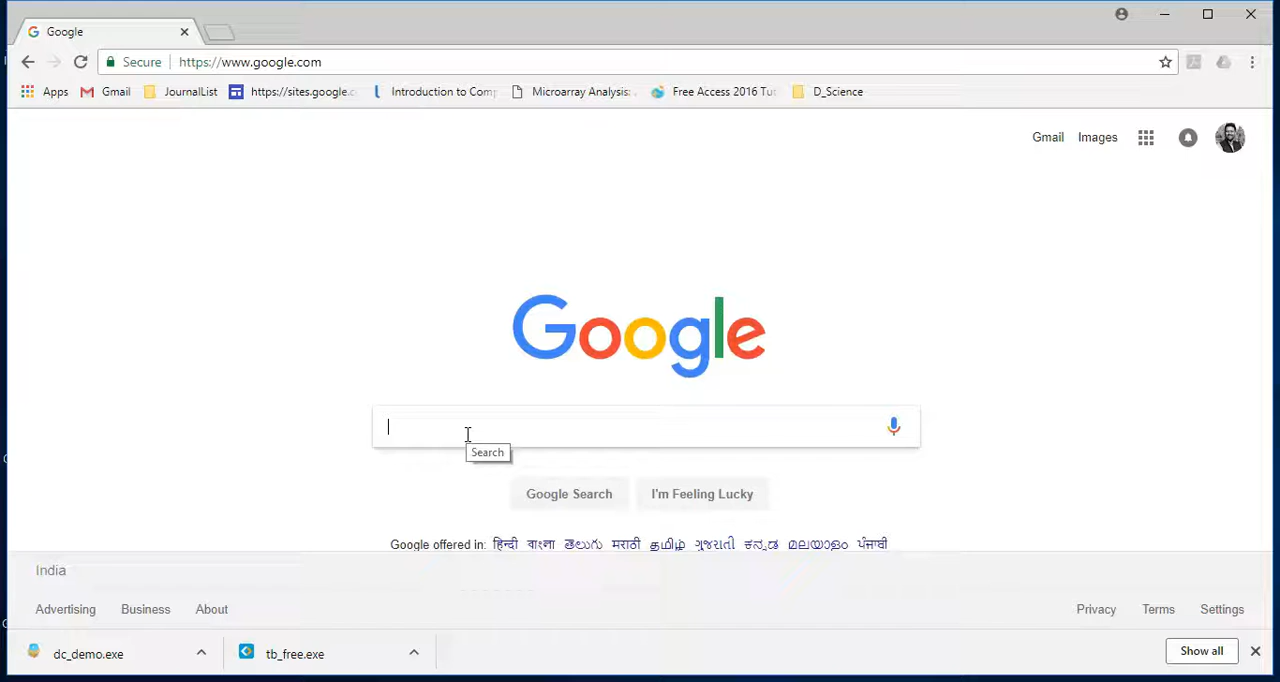 Google
Secure https://www.google.com
Apps Gmail JournalList https://sites.google.c Introduction to Comp Microarray Analysis: Free Access 2016 Tut D_Science
Gmail Images
Google
Search
Google Search I'm Feeling Lucky
Google offered in: हिन्दी বাংলা తెలుగు मराठी தமிழ் ગુજરાતી ಕನ್ನಡ മലയാളം ਪੰਜਾਬੀ
India
Advertising Business About Privacy Terms Settings
dc_demo.exe tb_free.exe Show all